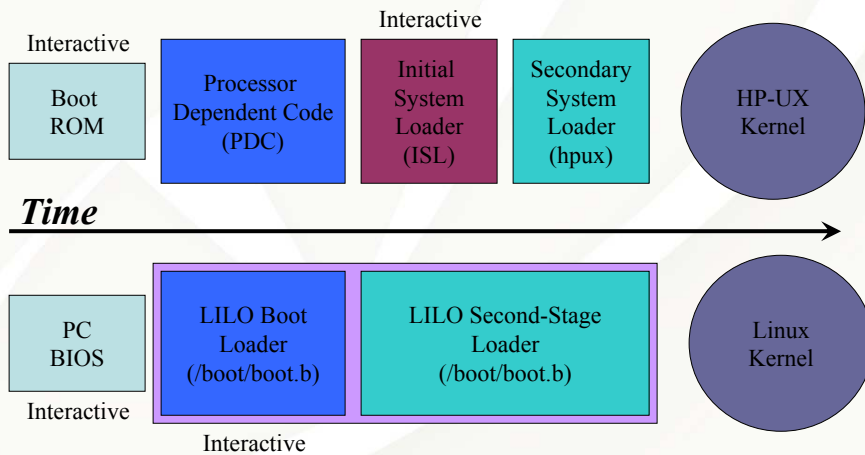 Interactive
Interactive
Boot
ROM
Processor
Dependent Code
(PDC)
Initial
System
Loader
(ISL)
Secondary
System
Loader
(hpux)
HP-UX
Kernel
Time
PC
BIOS
LILO Boot
Loader
(/boot/boot.b)
LILO Second-Stage
Loader
(/boot/boot.b)
Linux
Kernel
Interactive
Interactive